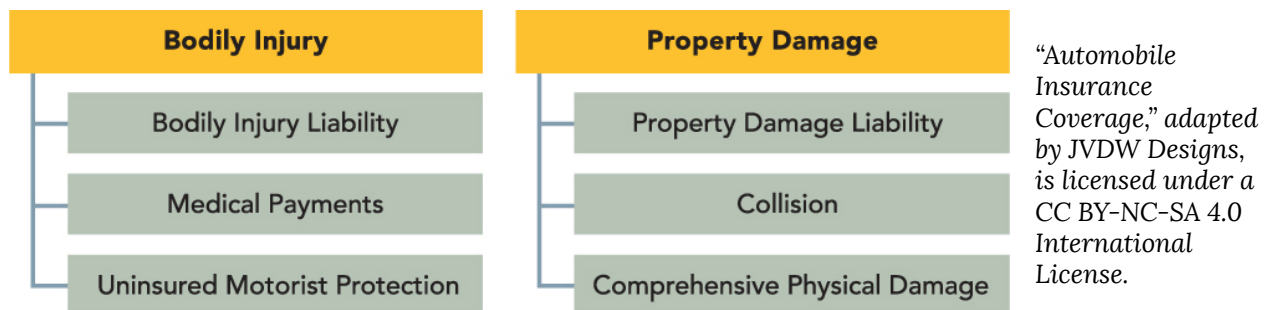 Bodily Injury
Bodily Injury Liability
Medical Payments
Uninsured Motorist Protection
Property Damage
Property Damage Liability
Collision
Comprehensive Physical Damage
“Automobile
Insurance
Coverage,” adapted
by JVDW Designs,
is licensed under a
CC BY-NC-SA 4.0
International
License.